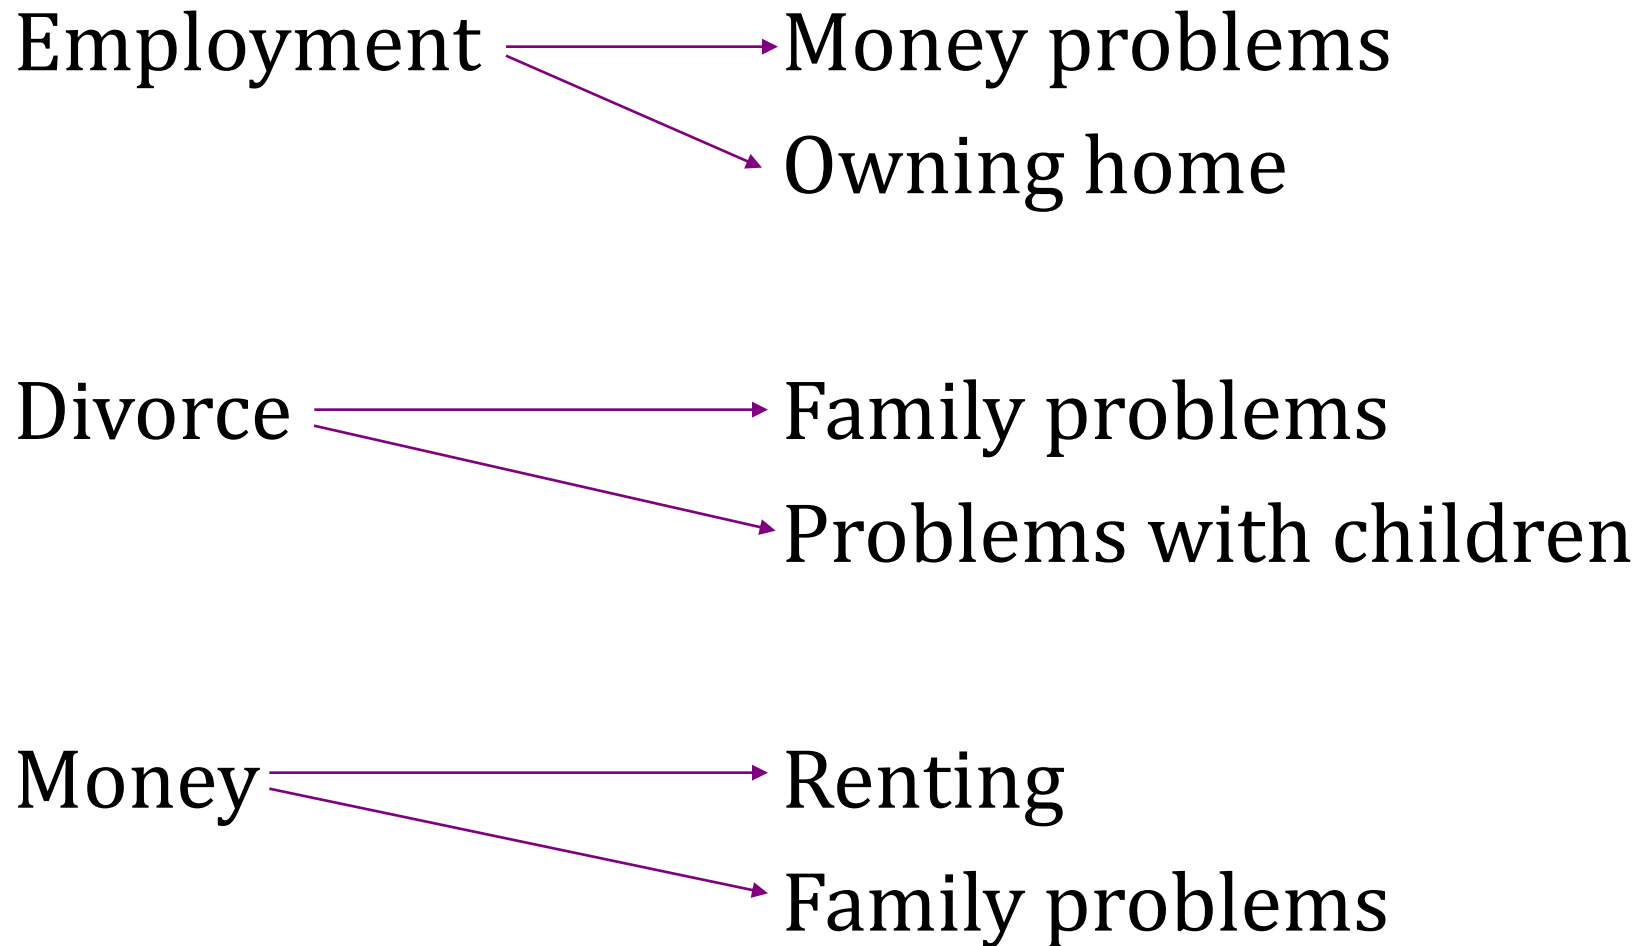 Employment Money problems
Owning home
Divorce Family problems
Problems with children
Money Renting
Family problems